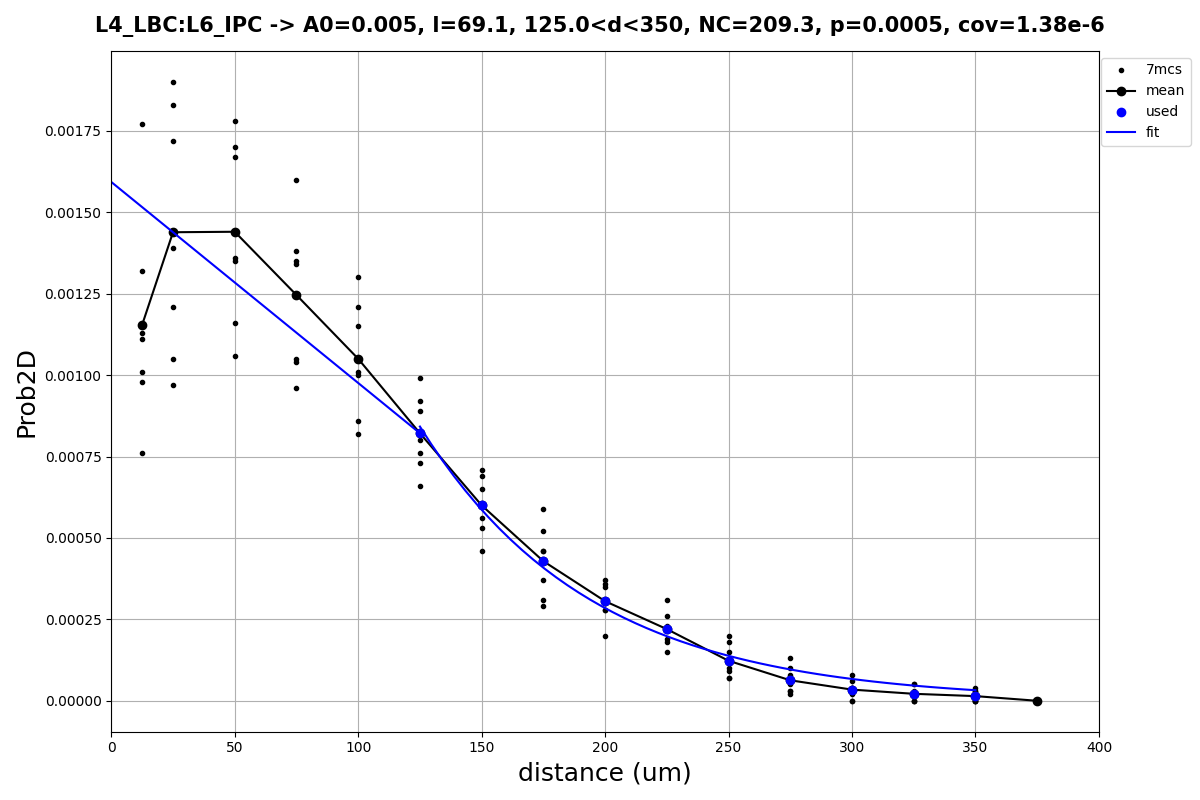 L4_LBC:L6_IPC -> A0=0.005, l=69.1, 125.0<d<350, NC=209.3, p=0.0005, cov=1.38e-6
7mcs
mean
used
fit
0.00175
0.00150
0.00125
0.00100
0.00075
0.00050
0.00025
0.00000
Prob2D
0 50 100 150 200 250 300 350 400
distance (um)